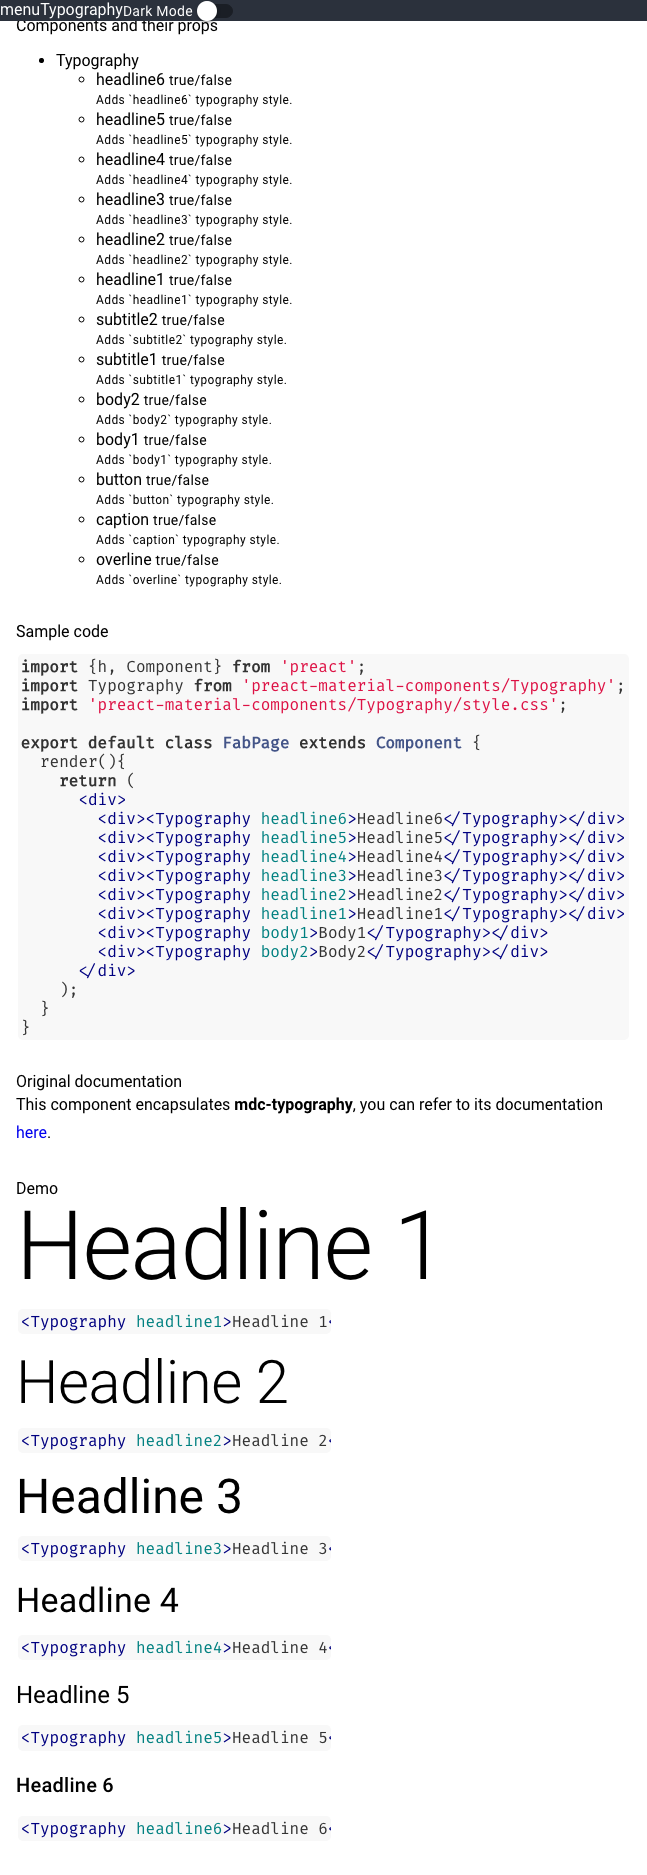 menuTypographyDark Mode
Components and their props
Typography
headline6 true/false
Adds `headline6` typography style.
headline5 true/false
Adds `headline5` typography style.
headline4 true/false
Adds `headline4` typography style.
headline3 true/false
Adds `headline3` typography style.
headline2 true/false
Adds `headline2` typography style.
headline1 true/false
Adds `headline1` typography style.
subtitle2 true/false
Adds `subtitle2` typography style.
subtitle1 true/false
Adds `subtitle1` typography style.
body2 true/false
Adds `body2` typography style.
body1 true/false
Adds `body1` typography style.
button true/false
Adds `button` typography style.
caption true/false
Adds `caption` typography style.
overline true/false
Adds `overline` typography style.
Sample code
import {h, Component} from 'preact';
import Typography from 'preact-material-components/Typography';
import 'preact-material-components/Typography/style.css';
export default class FabPage extends Component {
render(){
return (
<div>
<div><Typography headline6>Headline6</Typography></div>
<div><Typography headline5>Headline5</Typography></div>
<div><Typography headline4>Headline4</Typography></div>
<div><Typography headline3>Headline3</Typography></div>
<div><Typography headline2>Headline2</Typography></div>
<div><Typography headline1>Headline1</Typography></div>
<div><Typography body1>Body1</Typography></div>
<div><Typography body2>Body2</Typography></div>
</div>
);
}
}
Original documentation
This component encapsulates mdc-typography, you can refer to its documentation
here.
Demo
Headline 1
<Typography headline1>Headline 1<
Headline 2
<Typography headline2>Headline 2<
Headline 3
<Typography headline3>Headline 3<
Headline 4
<Typography headline4>Headline 4<
Headline 5
<Typography headline5>Headline 5<
Headline 6
<Typography headline6>Headline 6<